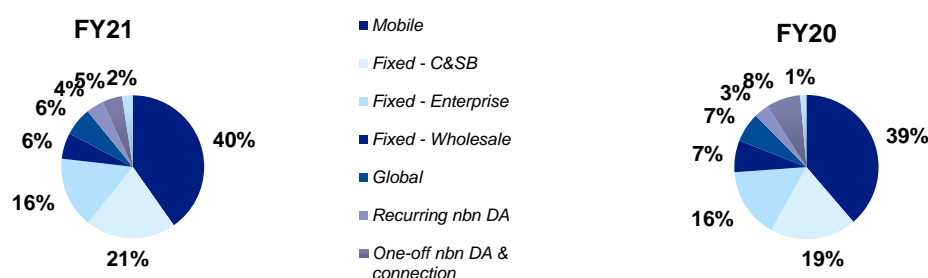 FY21
FY20
Mobile
Fixed - C&SB
Fixed - Enterprise
Fixed - Wholesale
Global
Recurring nbn DA
One-off nbn DA &
connection
40%
21%
16%
6%
6%
4%
5%
2%
39%
19%
16%
7%
7%
3%
8%
1%